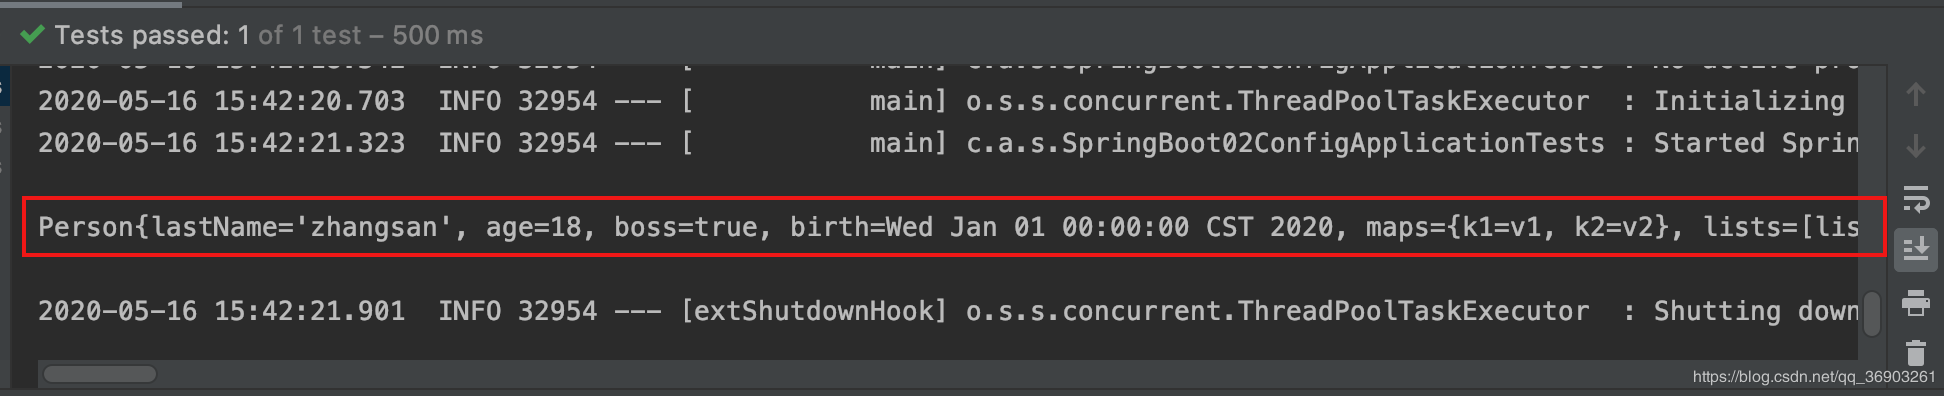 Tests passed: 1 of 1 test – 500 ms
2020-05-16 15:42:20.703  INFO 32954 --- [           main] o.s.s.concurrent.ThreadPoolTaskExecutor  : Initializing
2020-05-16 15:42:21.323  INFO 32954 --- [           main] c.a.s.SpringBoot02ConfigApplicationTests : Started Sprin
Person{lastName='zhangsan', age=18, boss=true, birth=Wed Jan 01 00:00:00 CST 2020, maps={k1=v1, k2=v2}, lists=[lis
2020-05-16 15:42:21.901  INFO 32954 --- [extShutdownHook] o.s.s.concurrent.ThreadPoolTaskExecutor  : Shutting down
https://blog.csdn.net/qq_36903261